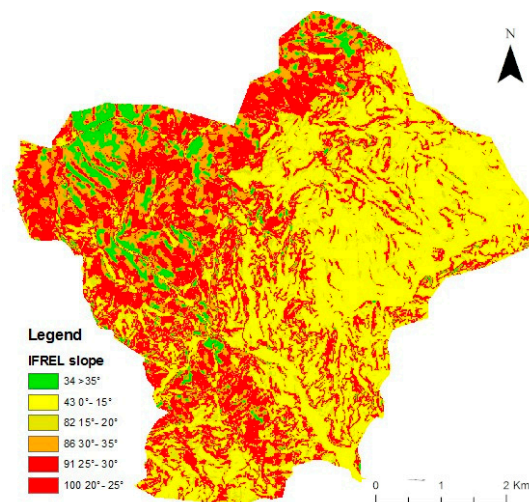 N
Legend
IFREL slope
34 >35°
43 0°- 15°
82 15°- 20°
86 30°- 35°
91 25°- 30°
100 20°- 25°
0 1 2 Km